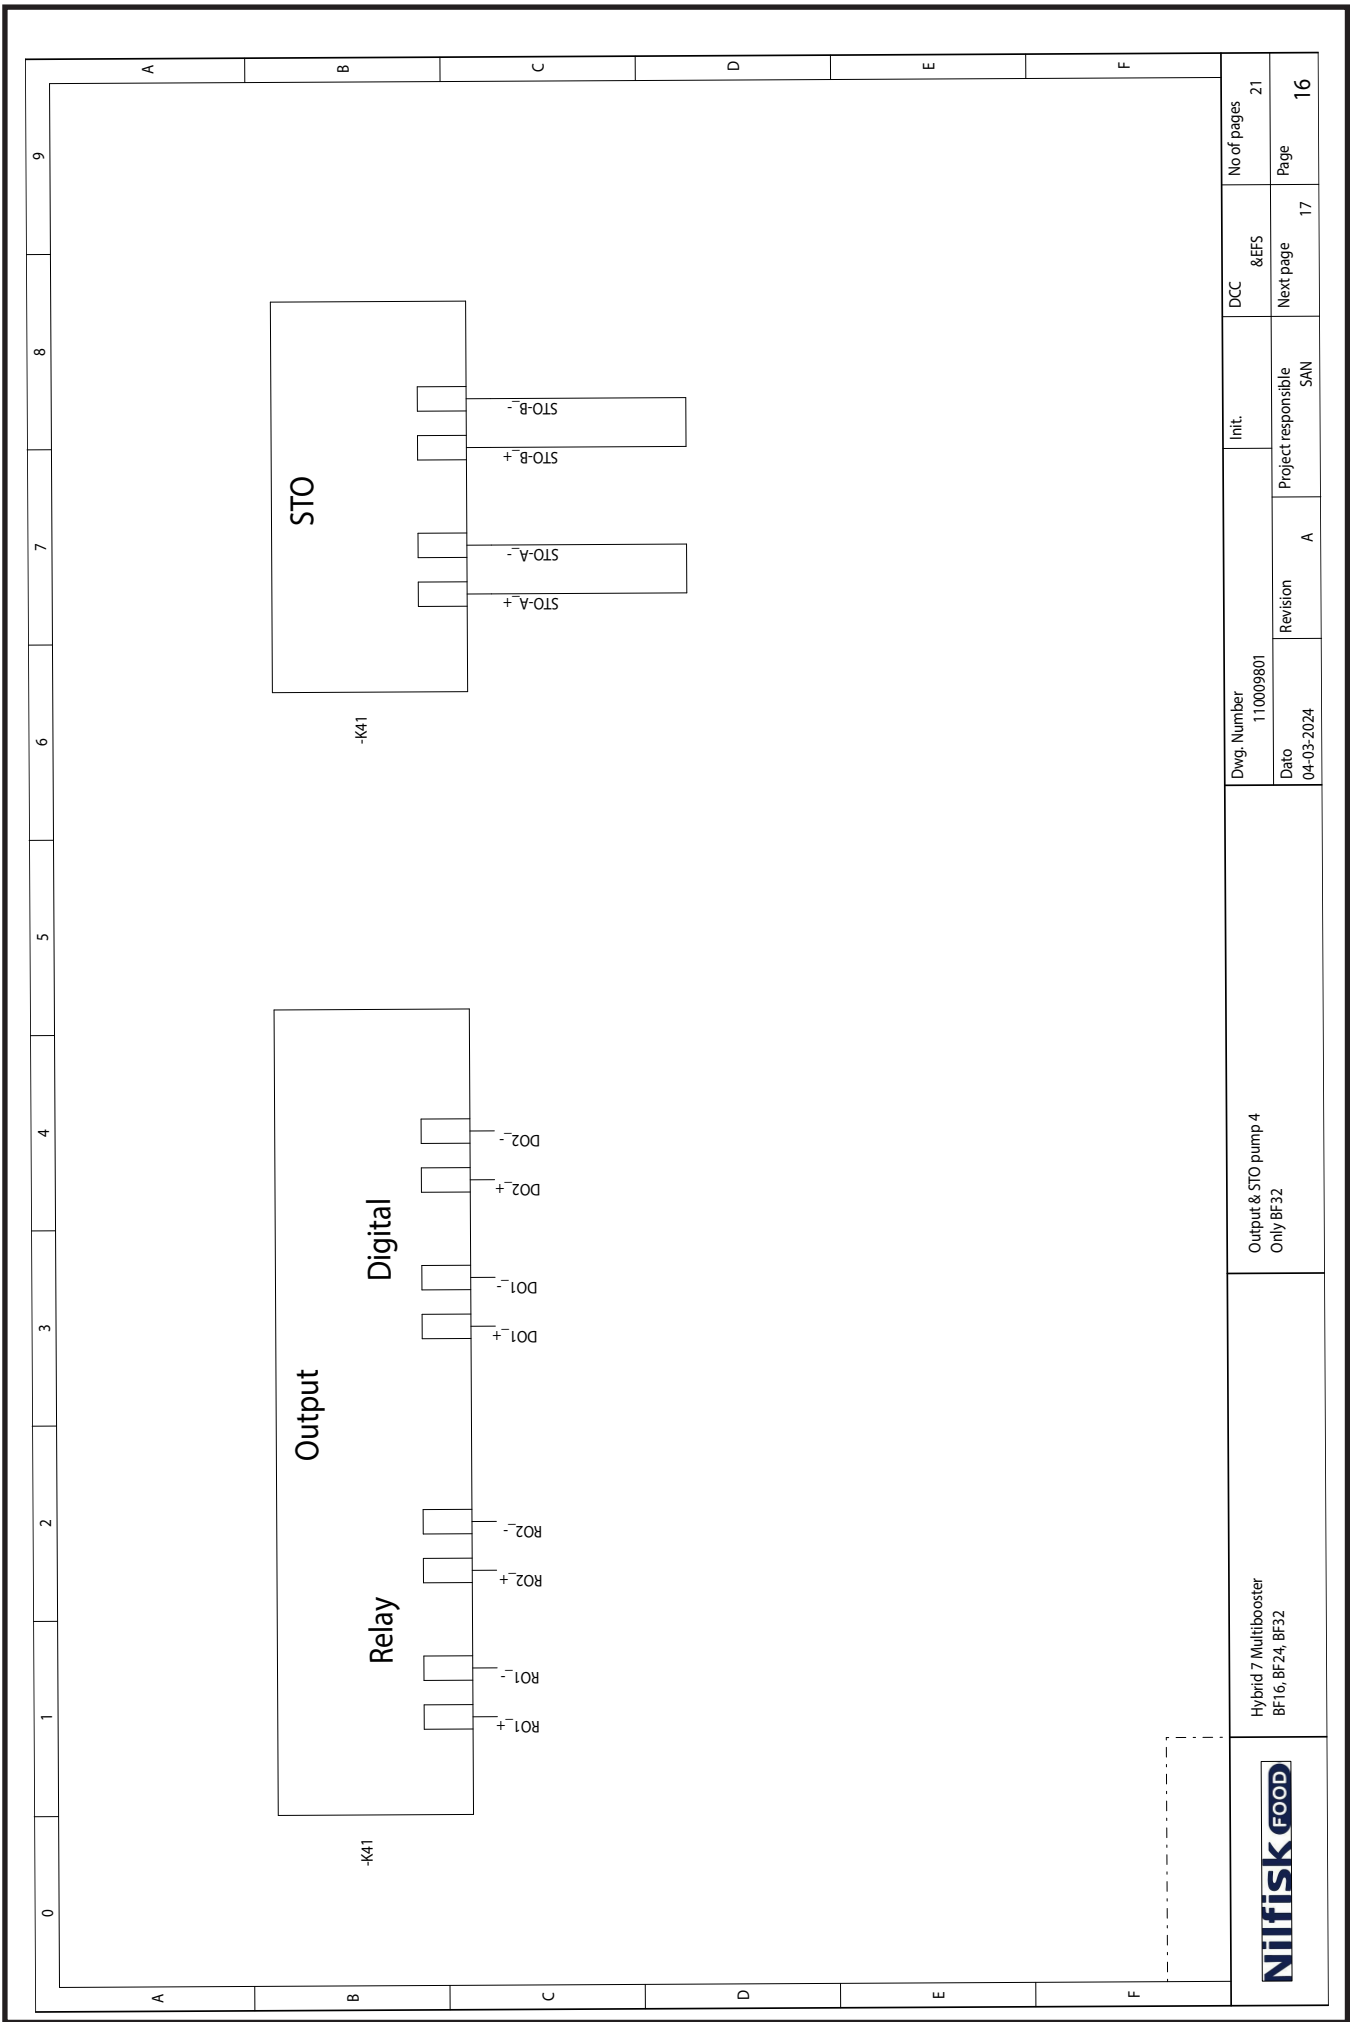 0 1 2 3 4 5 6 7 8 9
A
B
C
D
E
F
A
B
C
D
E
F
-K41
Output
Relay
Digital
RO1_+
RO1_-
RO2_+
RO2_-
DO1_+
DO1_-
DO2_+
DO2_-
-K41
STO
STO-A_+
STO-A_-
STO-B_+
STO-B_-
Nilfisk FOOD
Hybrid 7 Multibooster
BF16, BF24, BF32
Output & STO pump 4
Only BF32
Dwg. Number
110009801
Init.
DCC
&EFS
No of pages
21
Dato
04-03-2024
Revision
A
Project responsible
SAN
Next page
17
Page
16